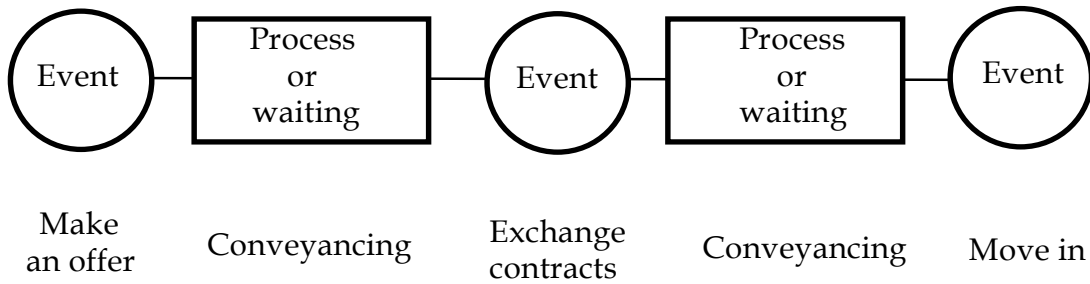 Event
Process
or
waiting
Event
Process
or
waiting
Event
Make
an offer
Conveyancing
Exchange
contracts
Conveyancing
Move in